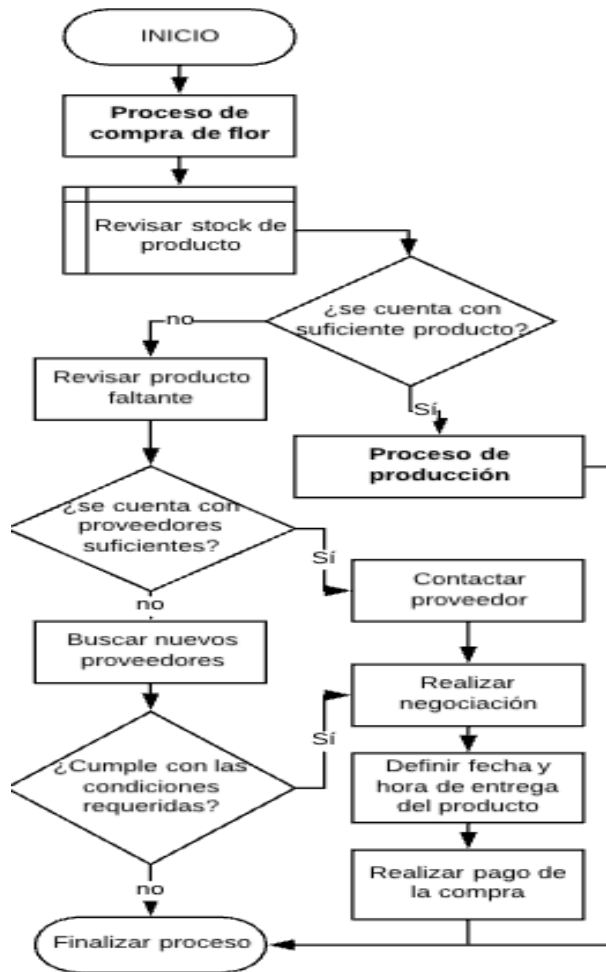 INICIO
Proceso de
compra de flor
Revisar stock de
producto
¿se cuenta con
suficiente producto?
no
Sí
Revisar producto
faltante
Proceso de
producción
¿se cuenta con
proveedores
suficientes?
Sí
no
Contactar
proveedor
Buscar nuevos
proveedores
Realizar
negociación
Sí
¿Cumple con las
condiciones
requeridas?
Definir fecha y
hora de entrega
del producto
Realizar pago de
la compra
no
Finalizar proceso